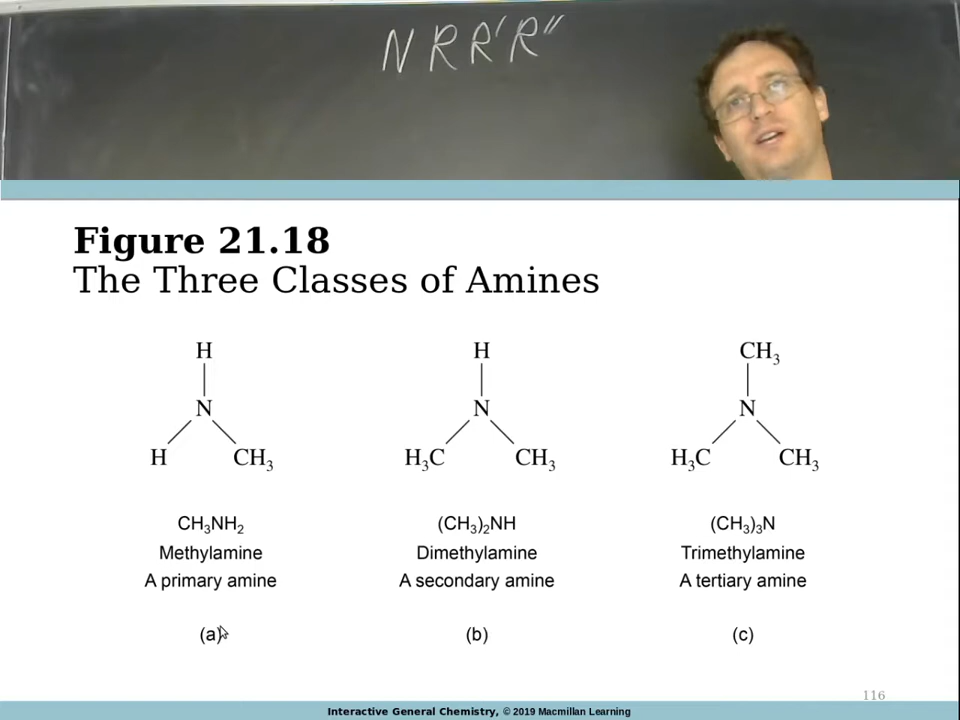 N R R' R"
Figure 21.18
The Three Classes of Amines
H H CH₃
N N N
H CH₃ H₃C CH₃ H₃C CH₃
CH₃NH₂ (CH₃)₂NH (CH₃)₃N
Methylamine Dimethylamine Trimethylamine
A primary amine A secondary amine A tertiary amine
(a) (b) (c)
116
Interactive General Chemistry, © 2019 Macmillan Learning